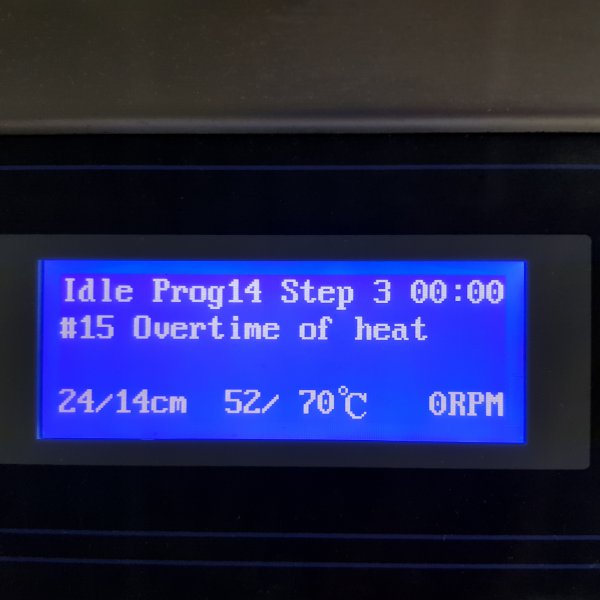 Idle Prog14 Step 3 00:00
#15 Overtime of heat
24/14cm 52/ 70℃ 0RPM